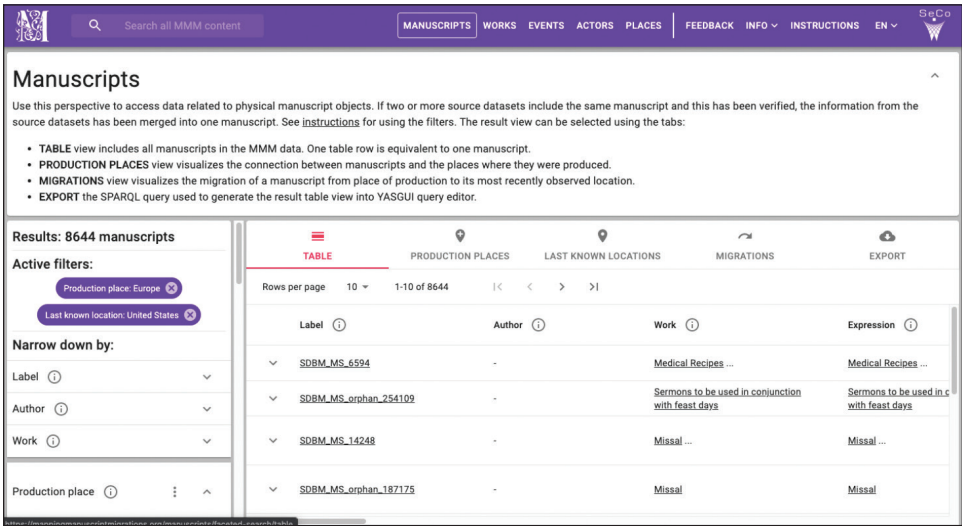 Search all MMM content
MANUSCRIPTS WORKS EVENTS ACTORS PLACES FEEDBACK INFO INSTRUCTIONS EN
SeCo
Manuscripts
Use this perspective to access data related to physical manuscript objects. If two or more source datasets include the same manuscript and this has been verified, the information from the
source datasets has been merged into one manuscript. See instructions for using the filters. The result view can be selected using the tabs:
• TABLE view includes all manuscripts in the MMM data. One table row is equivalent to one manuscript.
• PRODUCTION PLACES view visualizes the connection between manuscripts and the places where they were produced.
• MIGRATIONS view visualizes the migration of a manuscript from place of production to its most recently observed location.
• EXPORT the SPARQL query used to generate the result table view into YASGUI query editor.
Results: 8644 manuscripts
Active filters:
Production place: Europe
Last known location: United States
Narrow down by:
Label
Author
Work
Production place
https://mappingmanuscriptmigrations.org/manuscripts/faceted-search/table
TABLE PRODUCTION PLACES LAST KNOWN LOCATIONS MIGRATIONS EXPORT
Rows per page 10 1-10 of 8644
Label Author Work Expression
SDBM_MS_6594 - Medical Recipes ... Medical Recipes ...
SDBM_MS_orphan_254109 - Sermons to be used in conjunction Sermons to be used in c
with feast days with feast days
SDBM_MS_14248 - Missal ... Missal ...
SDBM_MS_orphan_187175 - Missal Missal